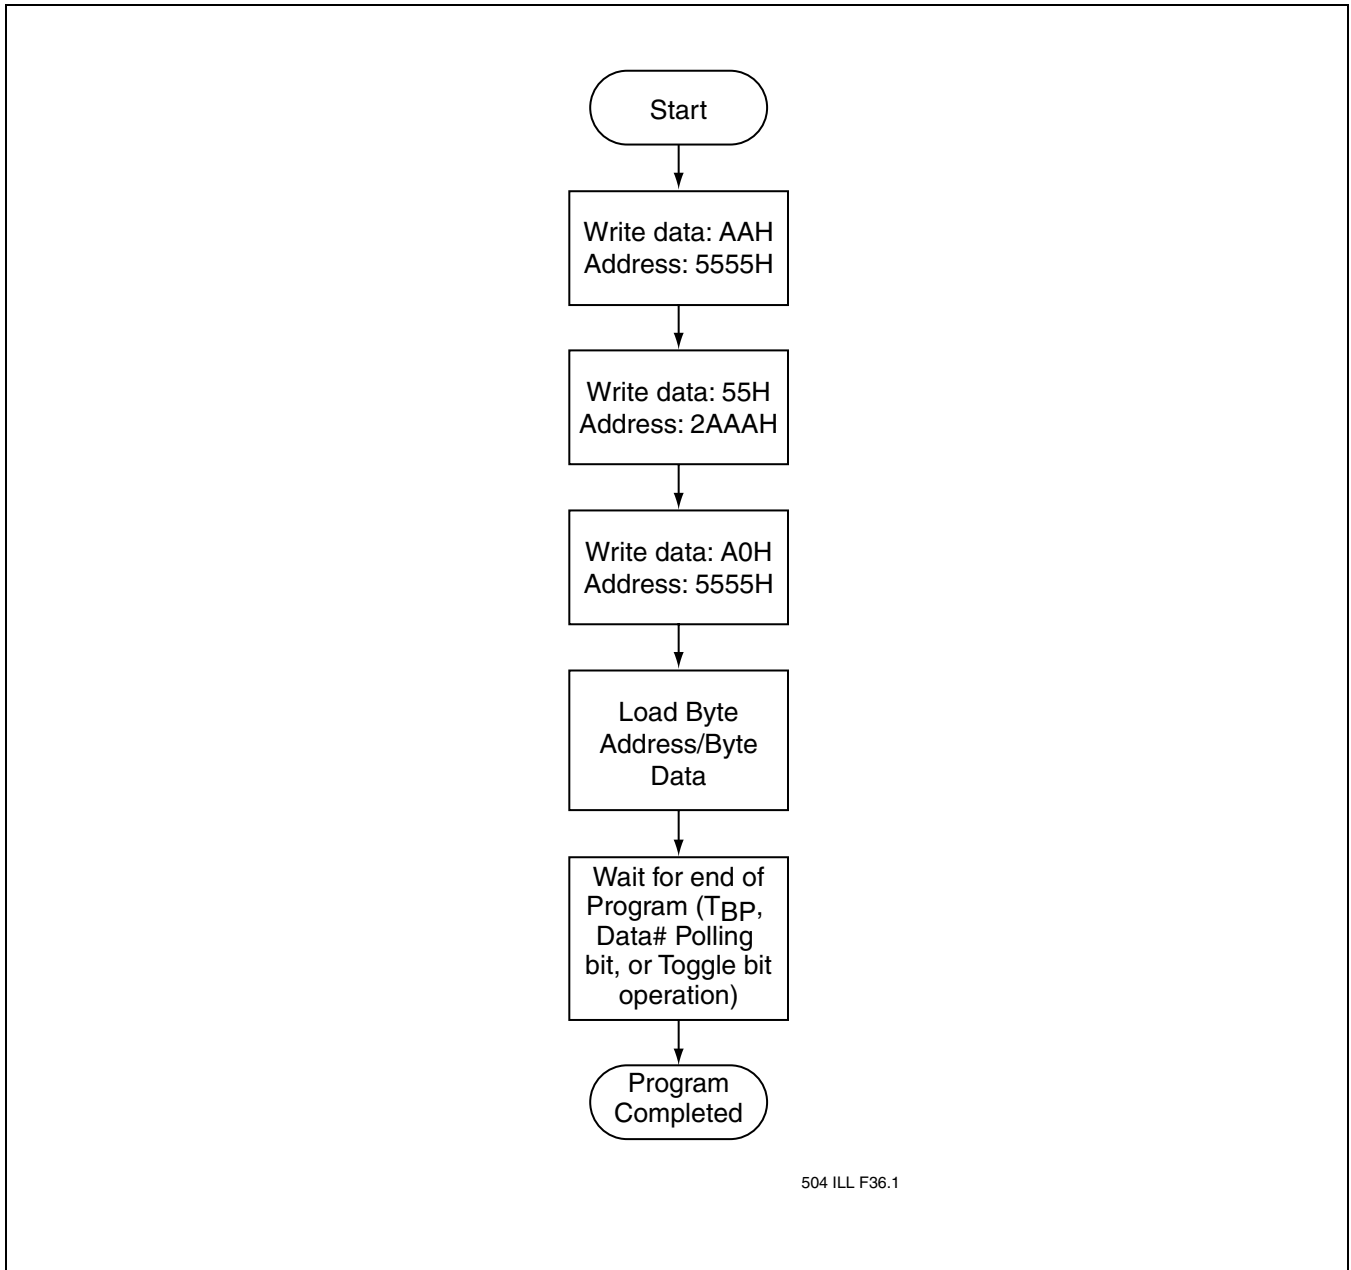 Start
Write data: AAH
Address: 5555H
Write data: 55H
Address: 2AAAH
Write data: A0H
Address: 5555H
Load Byte
Address/Byte
Data
Wait for end of
Program (TBP,
Data# Polling
bit, or Toggle bit
operation)
Program
Completed
504 ILL F36.1